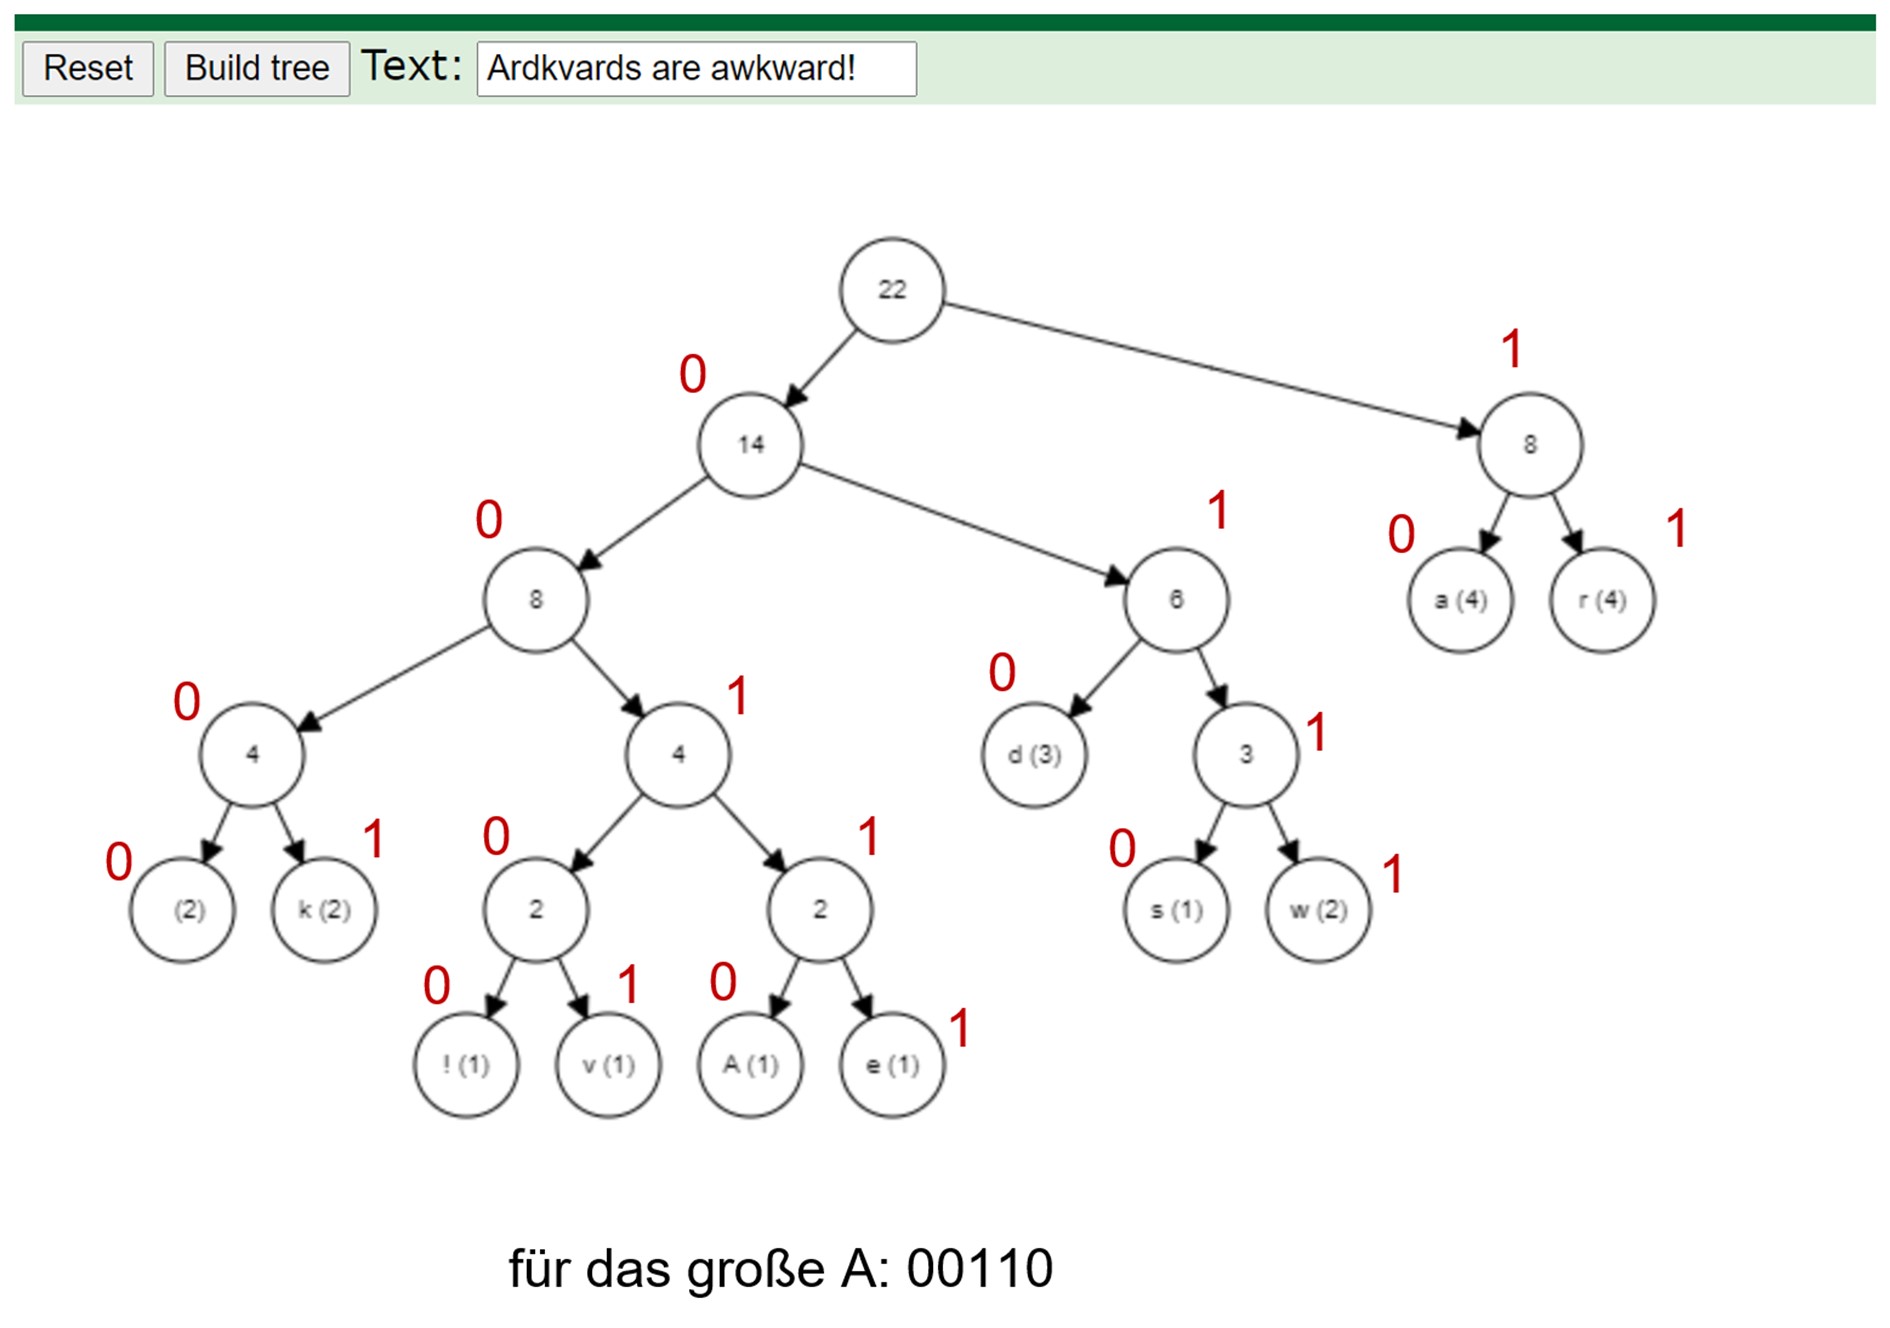 Reset Build tree Text: Ardkvards are awkward!
22
1
0
14 8
0 1 0 1
8 6 a (4) r (4)
0 1 0 1
4 4 d (3) 3
0 1 0 1 0 1
(2) k (2) 2 2 s (1) w (2)
0 1 0 1
! (1) v (1) A (1) e (1)
für das große A: 00110